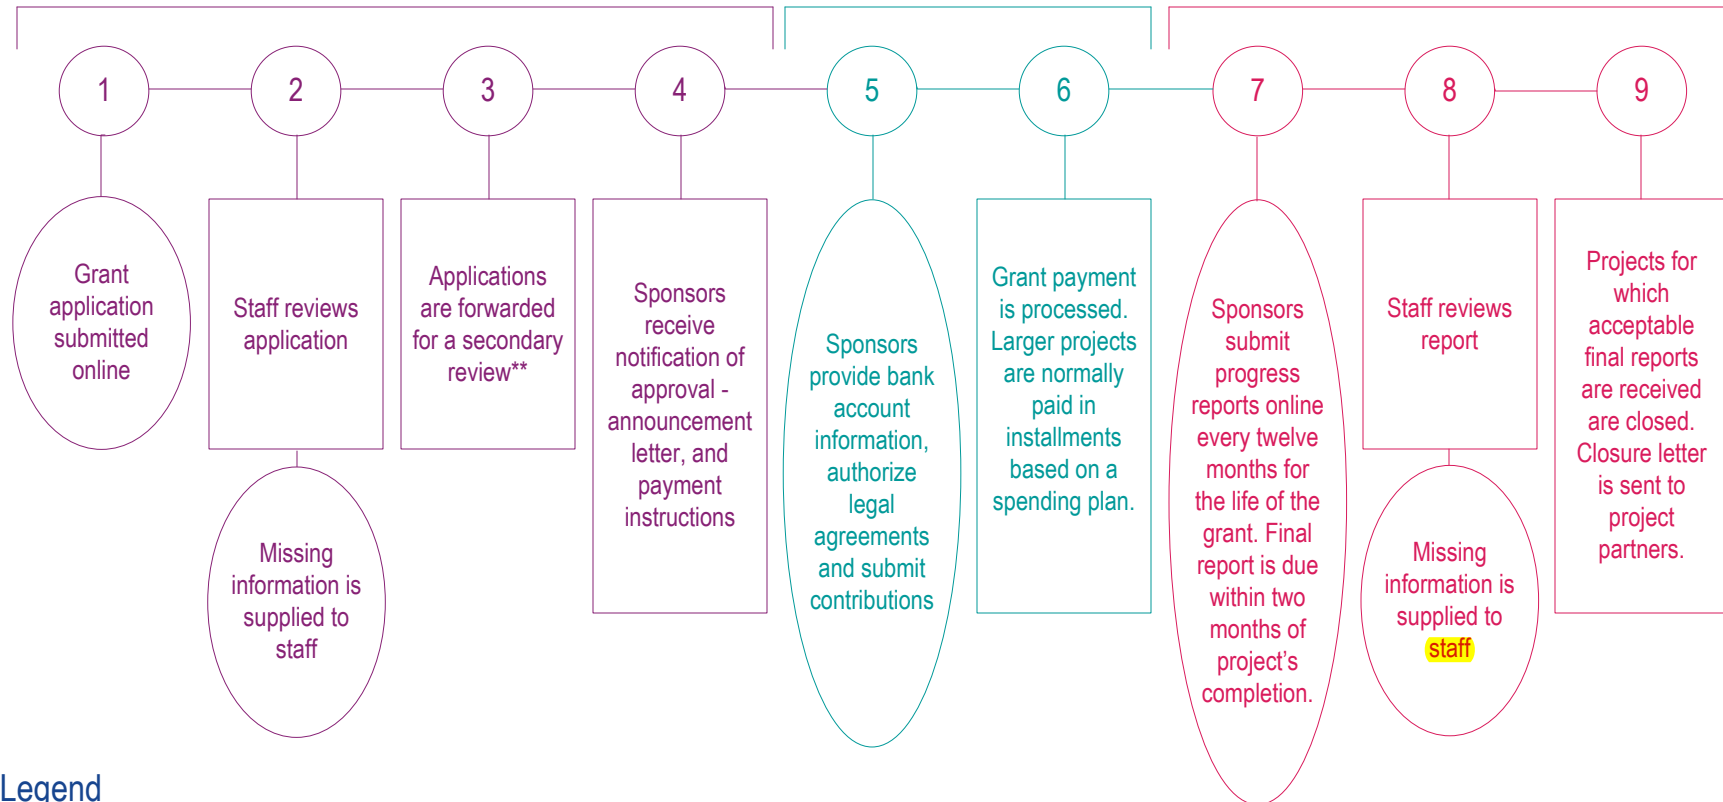 1
2
3
4
5
6
7
8
9
Grant
application
submitted
online
Staff reviews
application
Missing
information is
supplied to
staff
Applications
are forwarded
for a secondary
review**
Sponsors
receive
notification of
approval -
announcement
letter, and
payment
instructions
Sponsors
provide bank
account
information,
authorize
legal
agreements
and submit
contributions
Grant payment
is processed.
Larger projects
are normally
paid in
installments
based on a
spending plan.
Sponsors
submit
progress
reports online
every twelve
months for
the life of the
grant. Final
report is due
within two
months of
project’s
completion.
Staff reviews
report
Missing
information is
supplied to
staff
Projects for
which
acceptable
final reports
are received
are closed.
Closure letter
is sent to
project
partners.
Legend